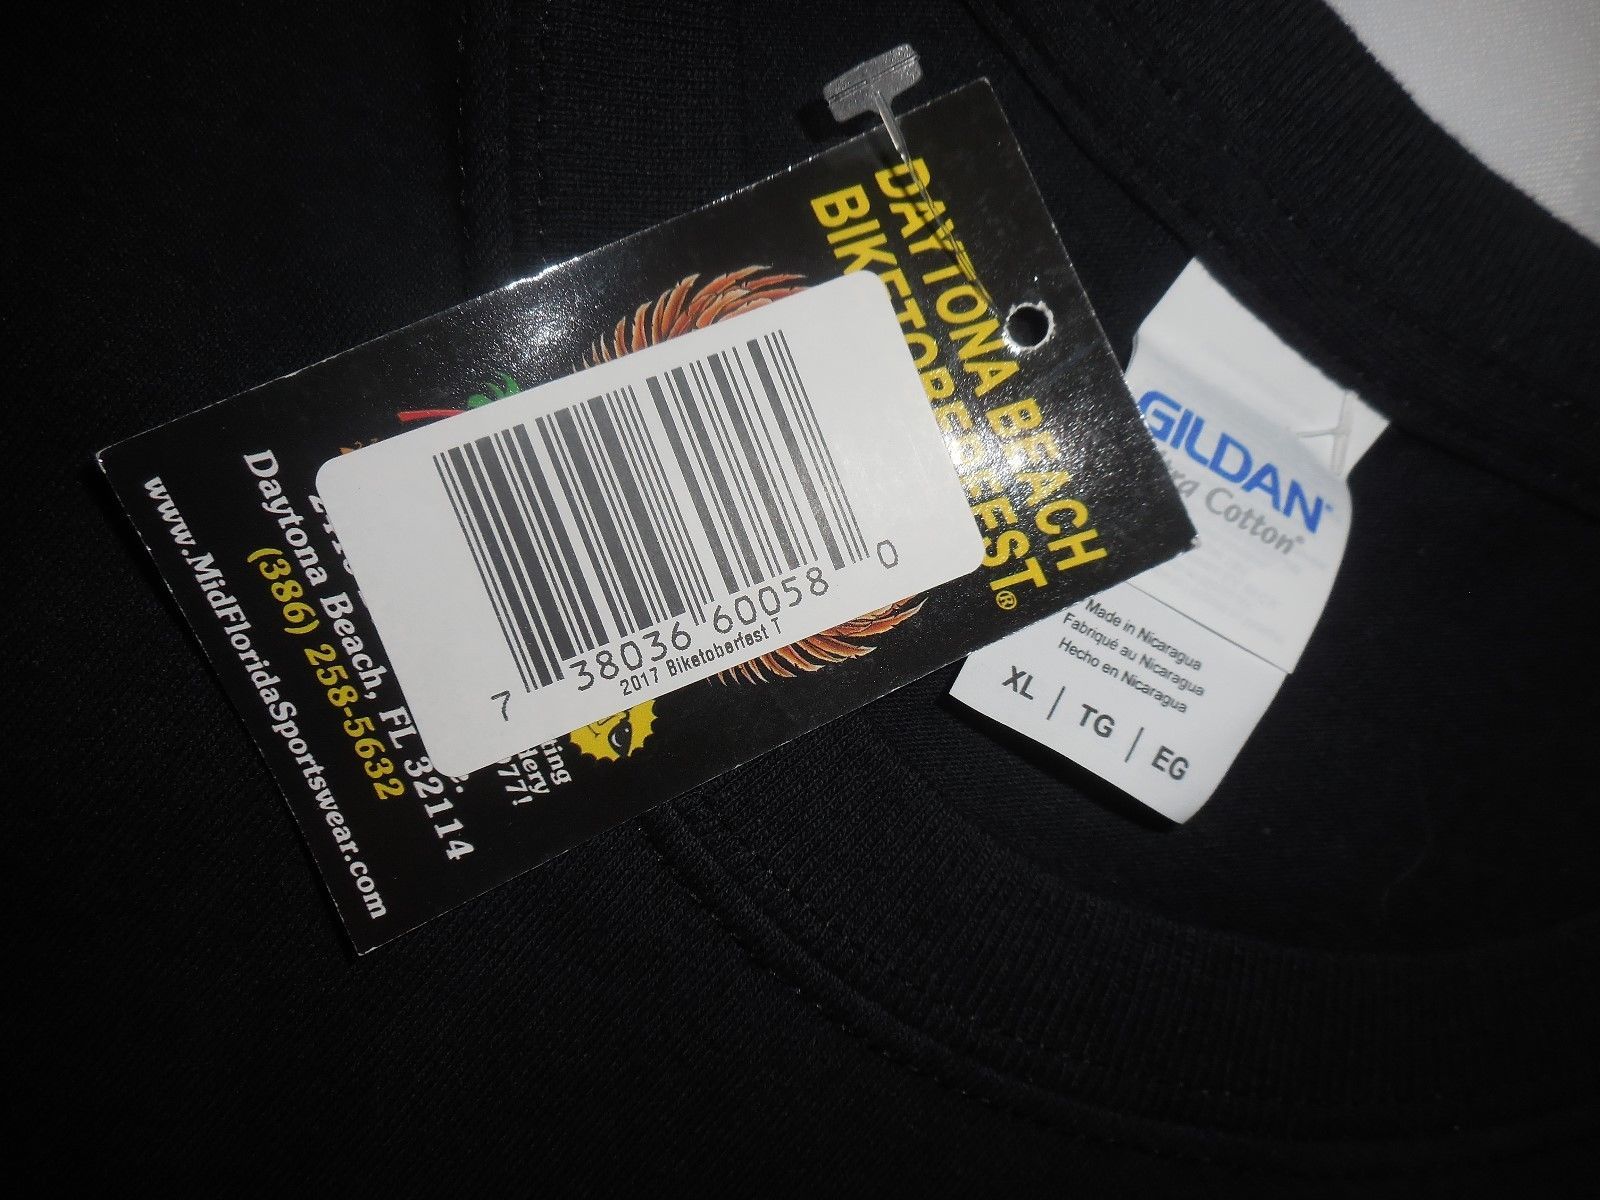 DAYTONA BEACH
BIKETOBERFEST®
7 38036 60058 0
2017 Biketoberfest T
Daytona Beach, FL 32114
(386) 258-5632
www.MidFloridaSportswear.com
GILDAN
Cotton®
Made in Nicaragua
Fabriqué au Nicaragua
Hecho en Nicaragua
XL | TG | EG